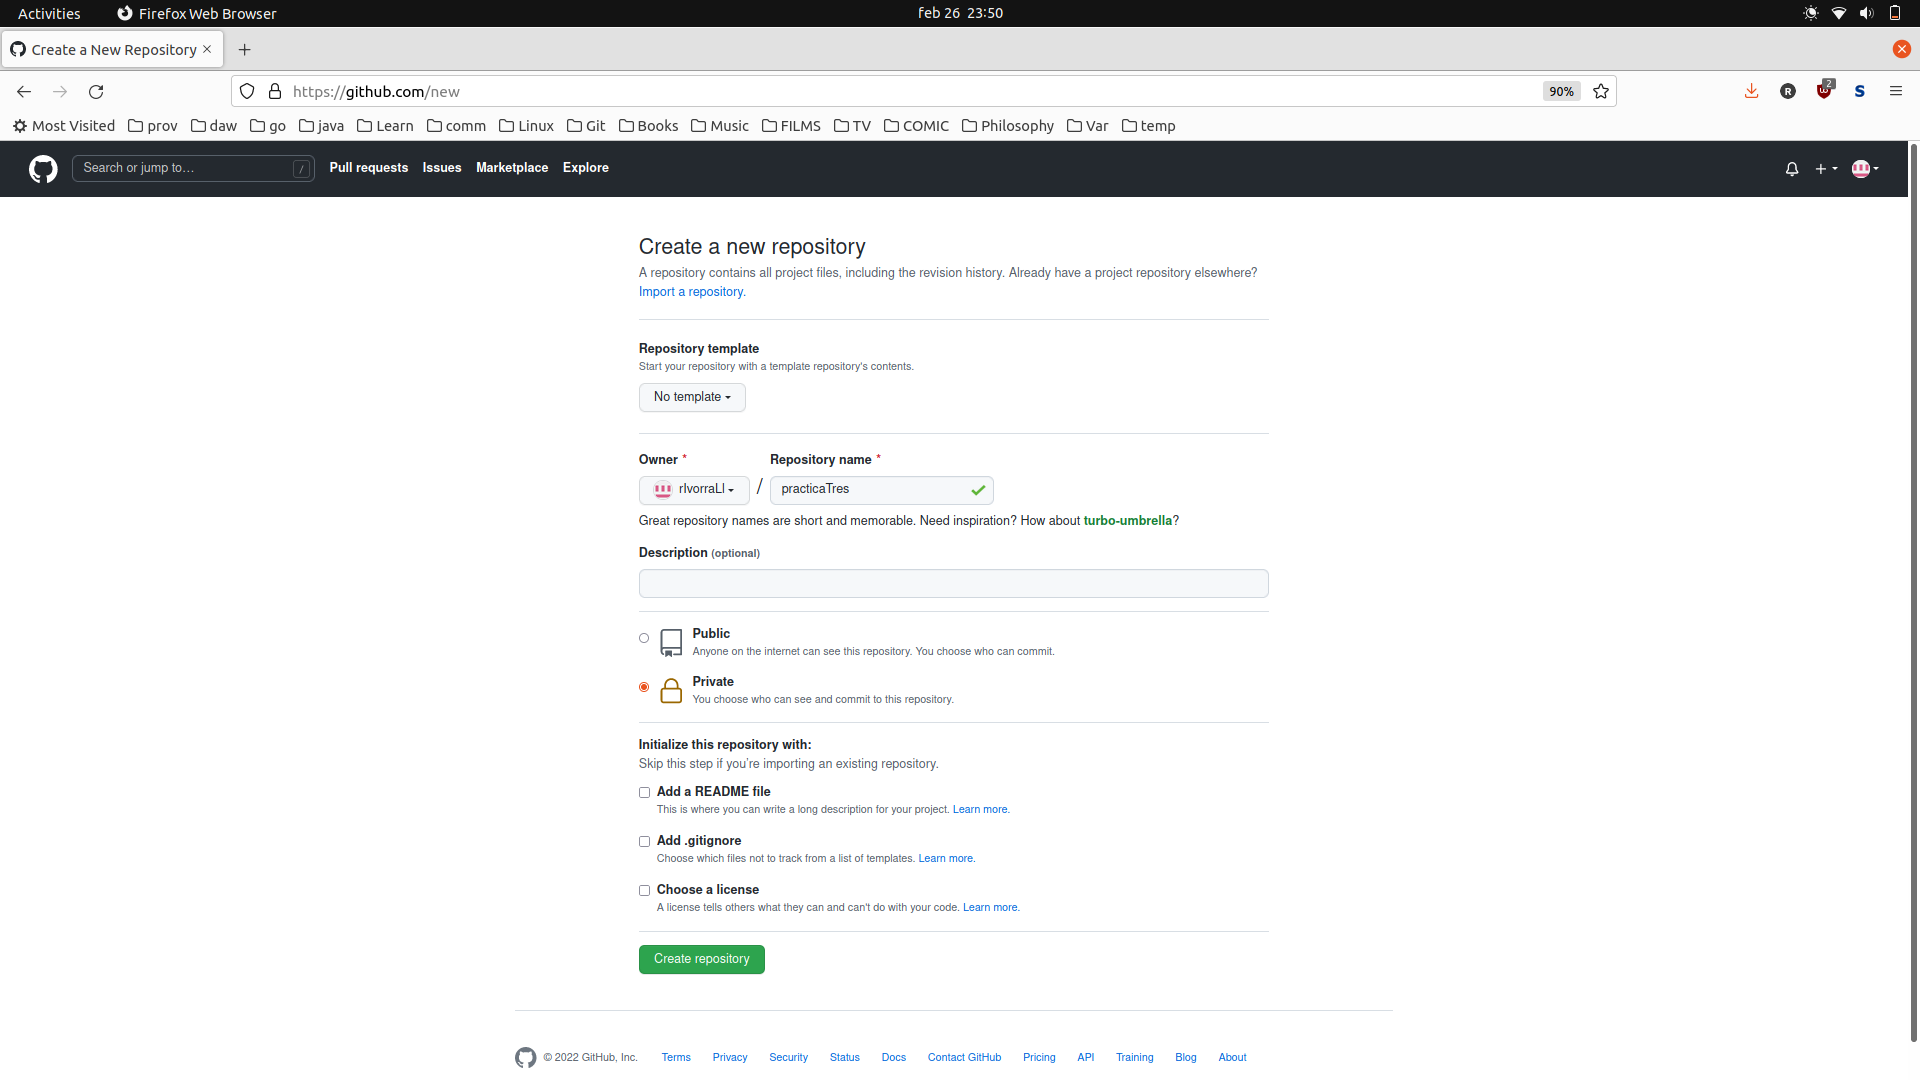 Activities
Firefox Web Browser
feb 26 23:50
Create a New Repository
https://github.com/new
90%
R
2
S
Most Visited
prov
daw
go
java
Learn
comm
Linux
Git
Books
Music
FILMS
TV
COMIC
Philosophy
Var
temp
Search or jump to…
/
Pull requests
Issues
Marketplace
Explore
Create a new repository
A repository contains all project files, including the revision history. Already have a project repository elsewhere?
Import a repository.
Repository template
Start your repository with a template repository's contents.
No template
Owner *
Repository name *
rIvorraLl
/
practicaTres
Great repository names are short and memorable. Need inspiration? How about turbo-umbrella?
Description (optional)
Public
Anyone on the internet can see this repository. You choose who can commit.
Private
You choose who can see and commit to this repository.
Initialize this repository with:
Skip this step if you're importing an existing repository.
Add a README file
This is where you can write a long description for your project. Learn more.
Add .gitignore
Choose which files not to track from a list of templates. Learn more.
Choose a license
A license tells others what they can and can't do with your code. Learn more.
Create repository
© 2022 GitHub, Inc.
Terms
Privacy
Security
Status
Docs
Contact GitHub
Pricing
API
Training
Blog
About